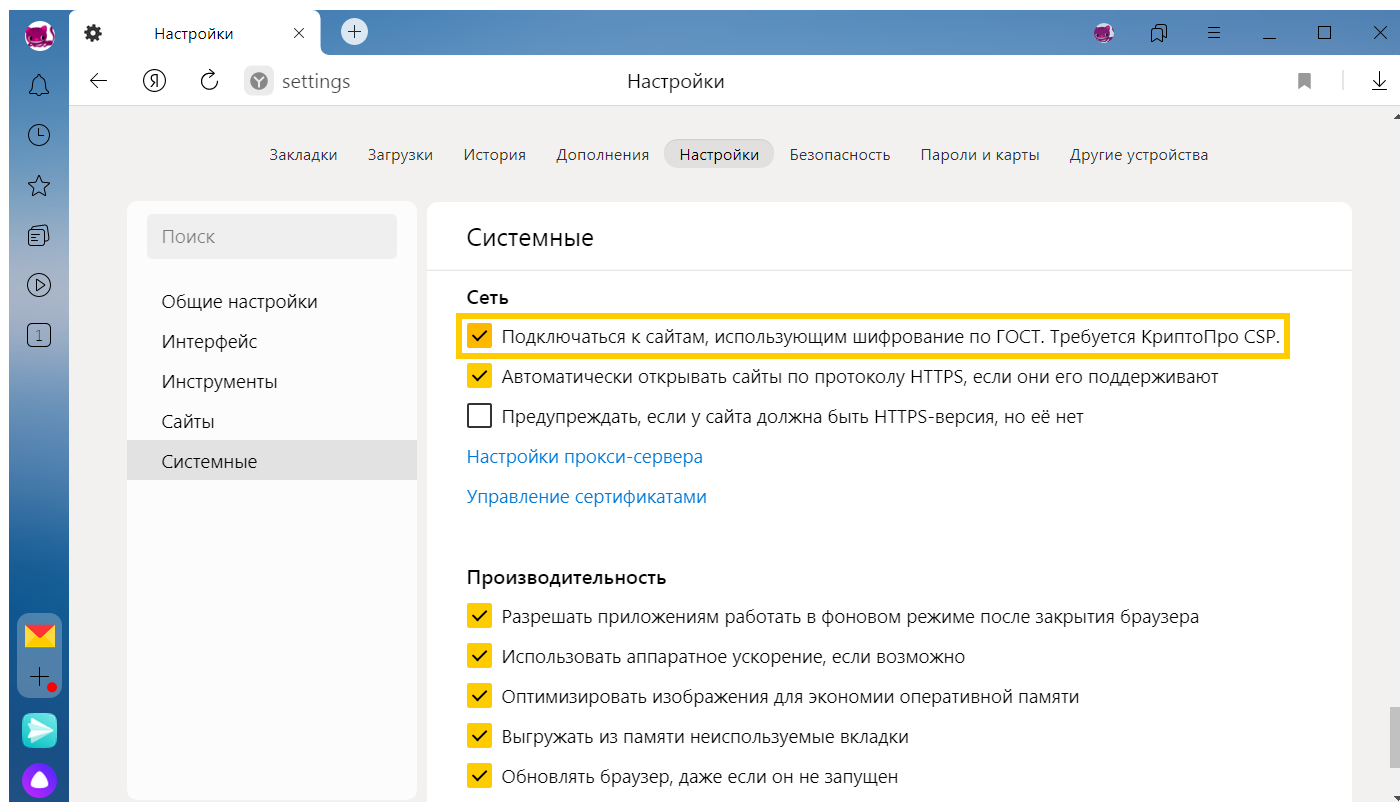 Настройки
settings
Настройки
Закладки Загрузки История Дополнения Настройки Безопасность Пароли и карты Другие устройства
Поиск
Общие настройки
Интерфейс
Инструменты
Сайты
Системные
Системные
Сеть
Подключаться к сайтам, использующим шифрование по ГОСТ. Требуется КриптоПро CSP.
Автоматически открывать сайты по протоколу HTTPS, если они его поддерживают
Предупреждать, если у сайта должна быть HTTPS-версия, но её нет
Настройки прокси-сервера
Управление сертификатами
Производительность
Разрешать приложениям работать в фоновом режиме после закрытия браузера
Использовать аппаратное ускорение, если возможно
Оптимизировать изображения для экономии оперативной памяти
Выгружать из памяти неиспользуемые вкладки
Обновлять браузер, даже если он не запущен
1